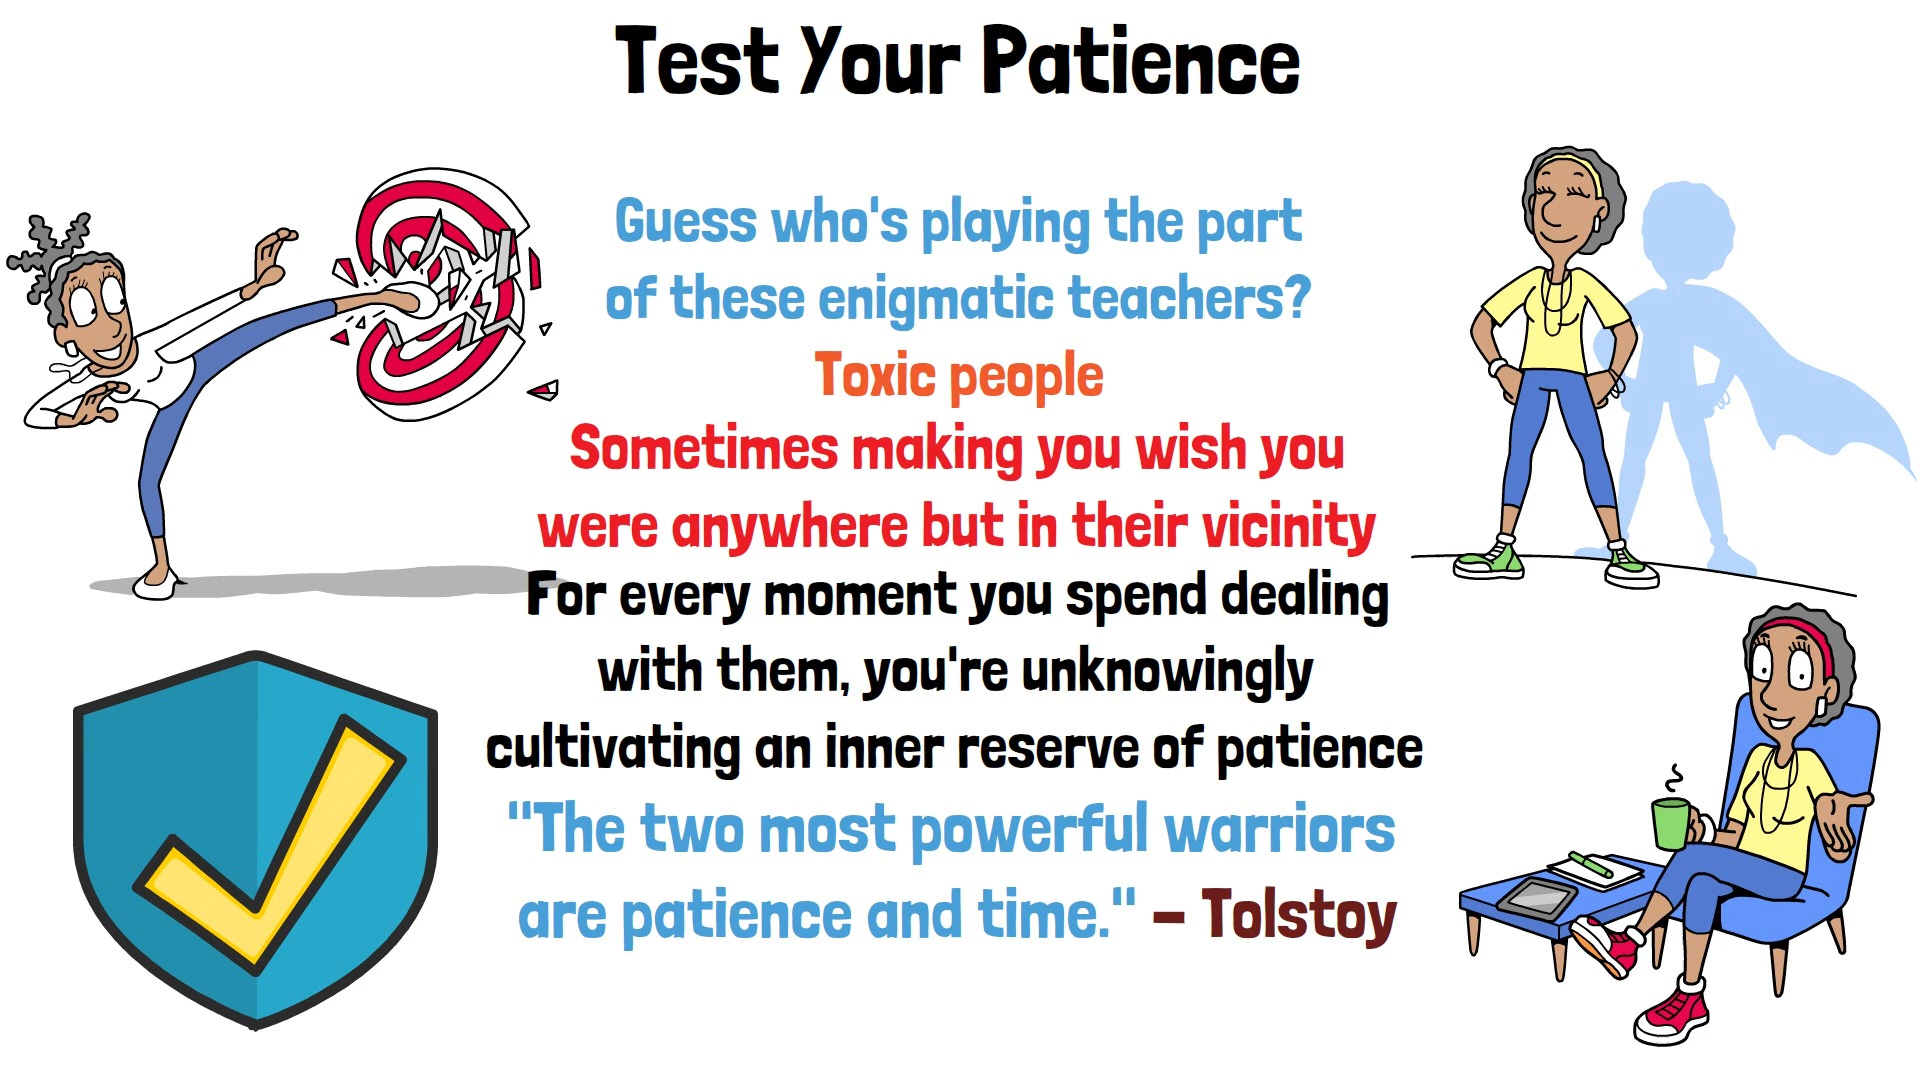 Test Your Patience
Guess who's playing the part
of these enigmatic teachers?
Toxic people
Sometimes making you wish you
were anywhere but in their vicinity
For every moment you spend dealing
with them, you're unknowingly
cultivating an inner reserve of patience
"The two most powerful warriors
are patience and time." – Tolstoy